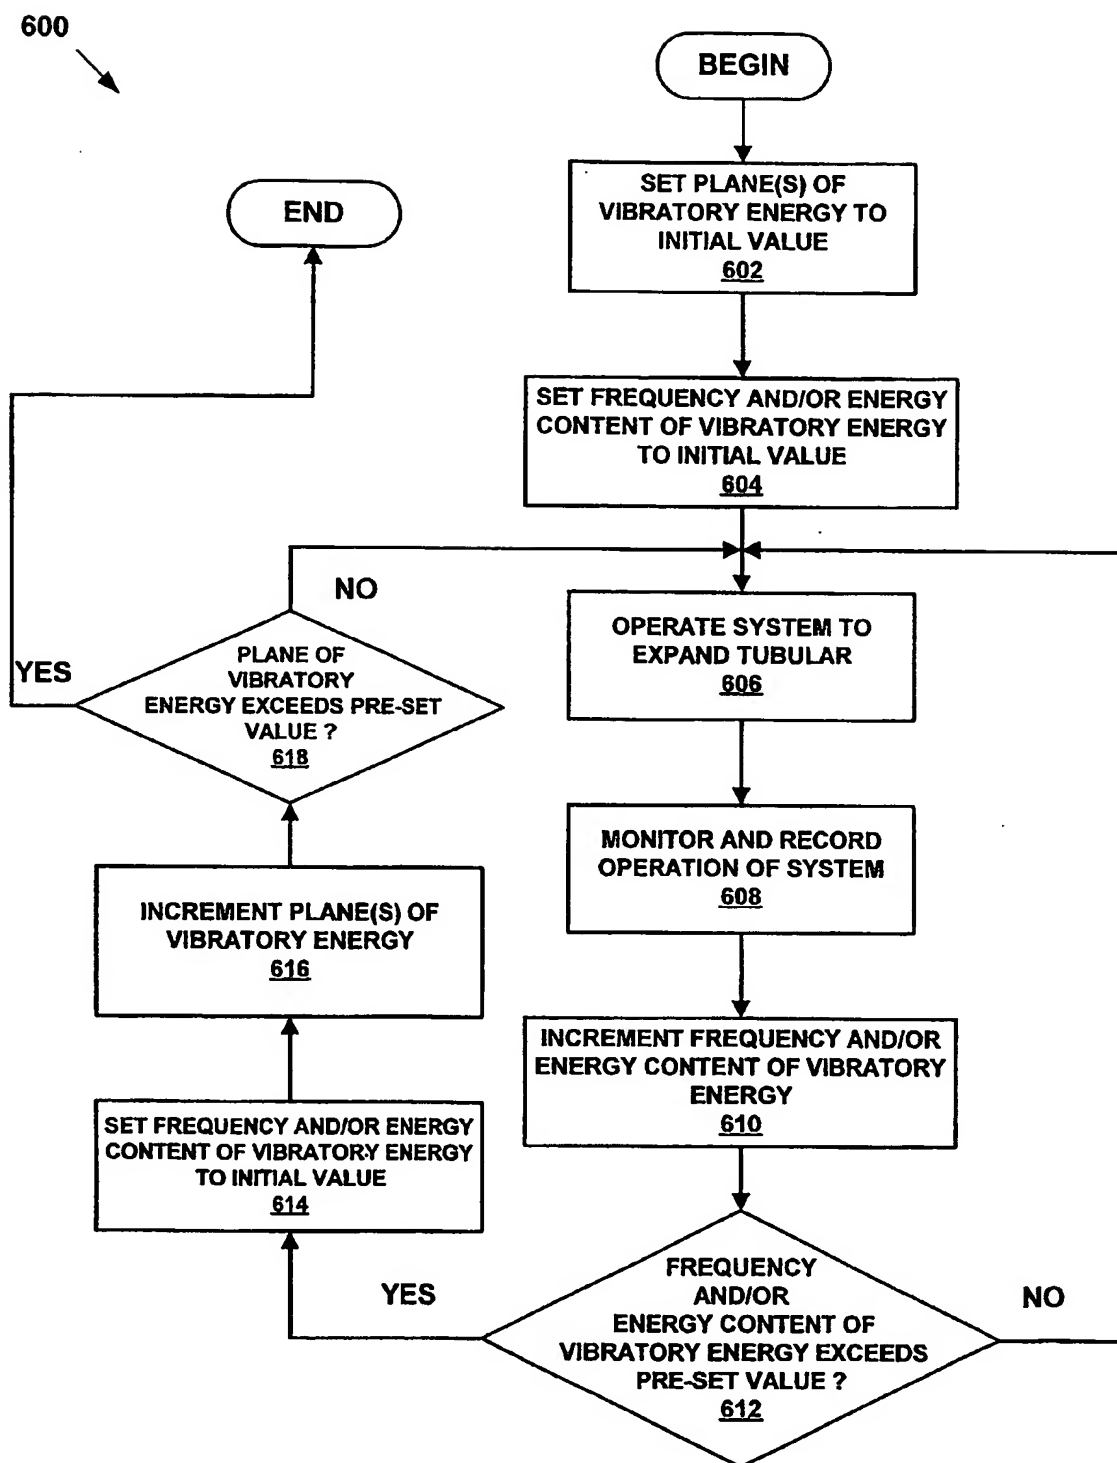 600
BEGIN
SET PLANE(S) OF
VIBRATORY ENERGY TO
INITIAL VALUE
602
END
SET FREQUENCY AND/OR ENERGY
CONTENT OF VIBRATORY ENERGY
TO INITIAL VALUE
604
NO
OPERATE SYSTEM TO
EXPAND TUBULAR
606
YES
PLANE OF
VIBRATORY
ENERGY EXCEEDS PRE-SET
VALUE ?
618
MONITOR AND RECORD
OPERATION OF SYSTEM
608
INCREMENT PLANE(S) OF
VIBRATORY ENERGY
616
INCREMENT FREQUENCY AND/OR
ENERGY CONTENT OF VIBRATORY
ENERGY
610
SET FREQUENCY AND/OR ENERGY
CONTENT OF VIBRATORY ENERGY
TO INITIAL VALUE
614
YES
FREQUENCY
AND/OR
ENERGY CONTENT OF
VIBRATORY ENERGY EXCEEDS
PRE-SET VALUE ?
612
NO